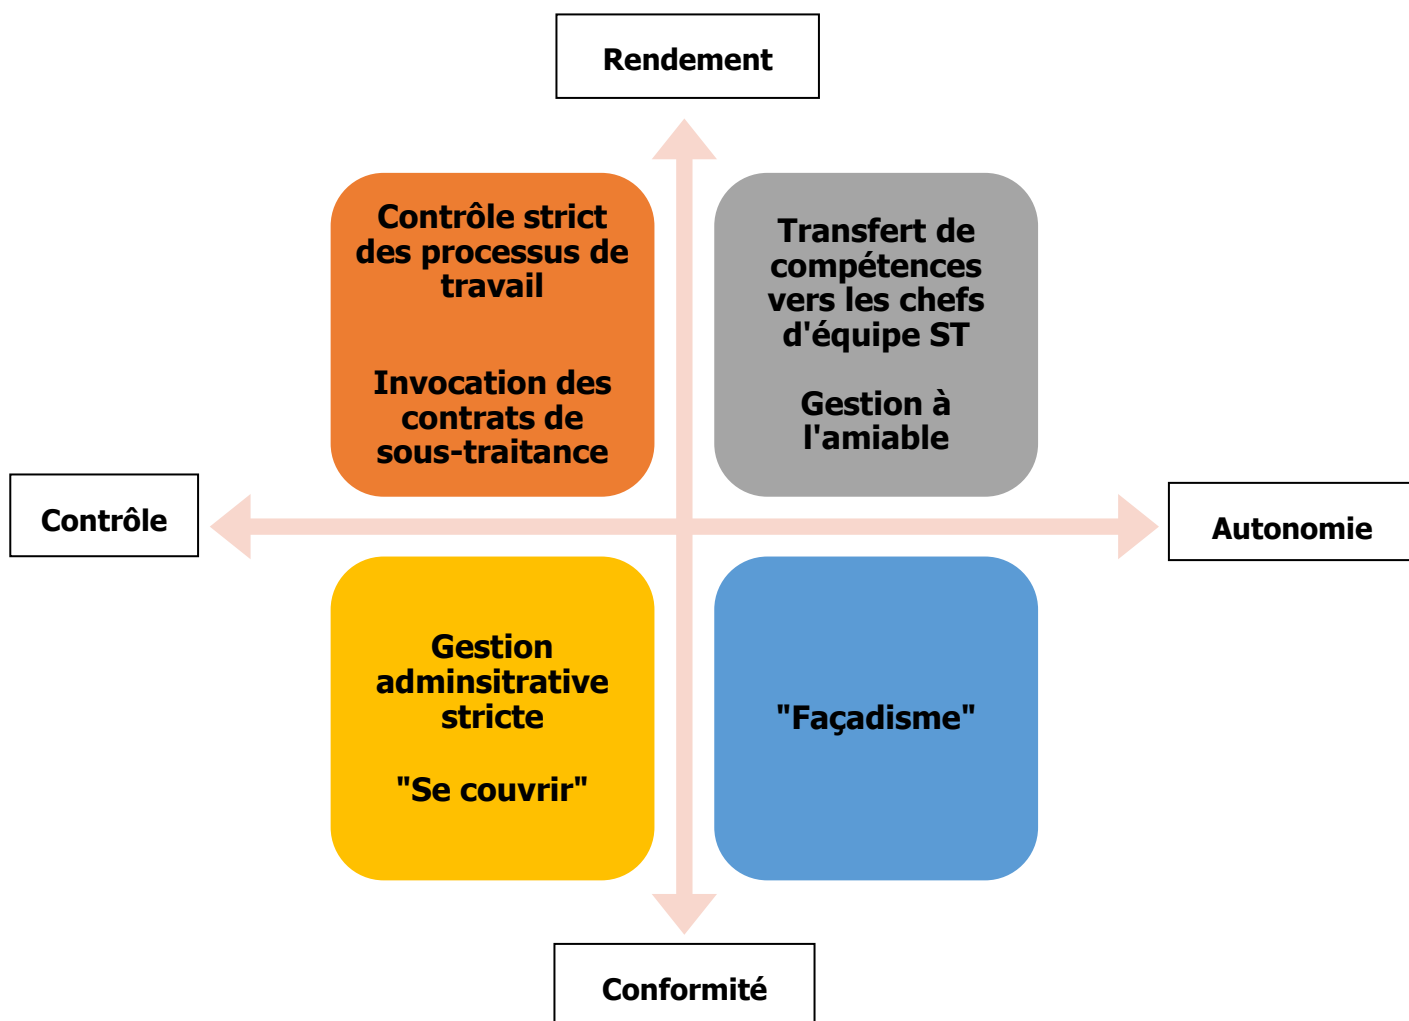 Rendement
Contrôle strict
des processus de
travail
Invocation des
contrats de
sous-traitance
Transfert de
compétences
vers les chefs
d'équipe ST
Gestion à
l'amiable
Contrôle
Autonomie
Gestion
adminsitrative
stricte
"Se couvrir"
"Façadisme"
Conformité